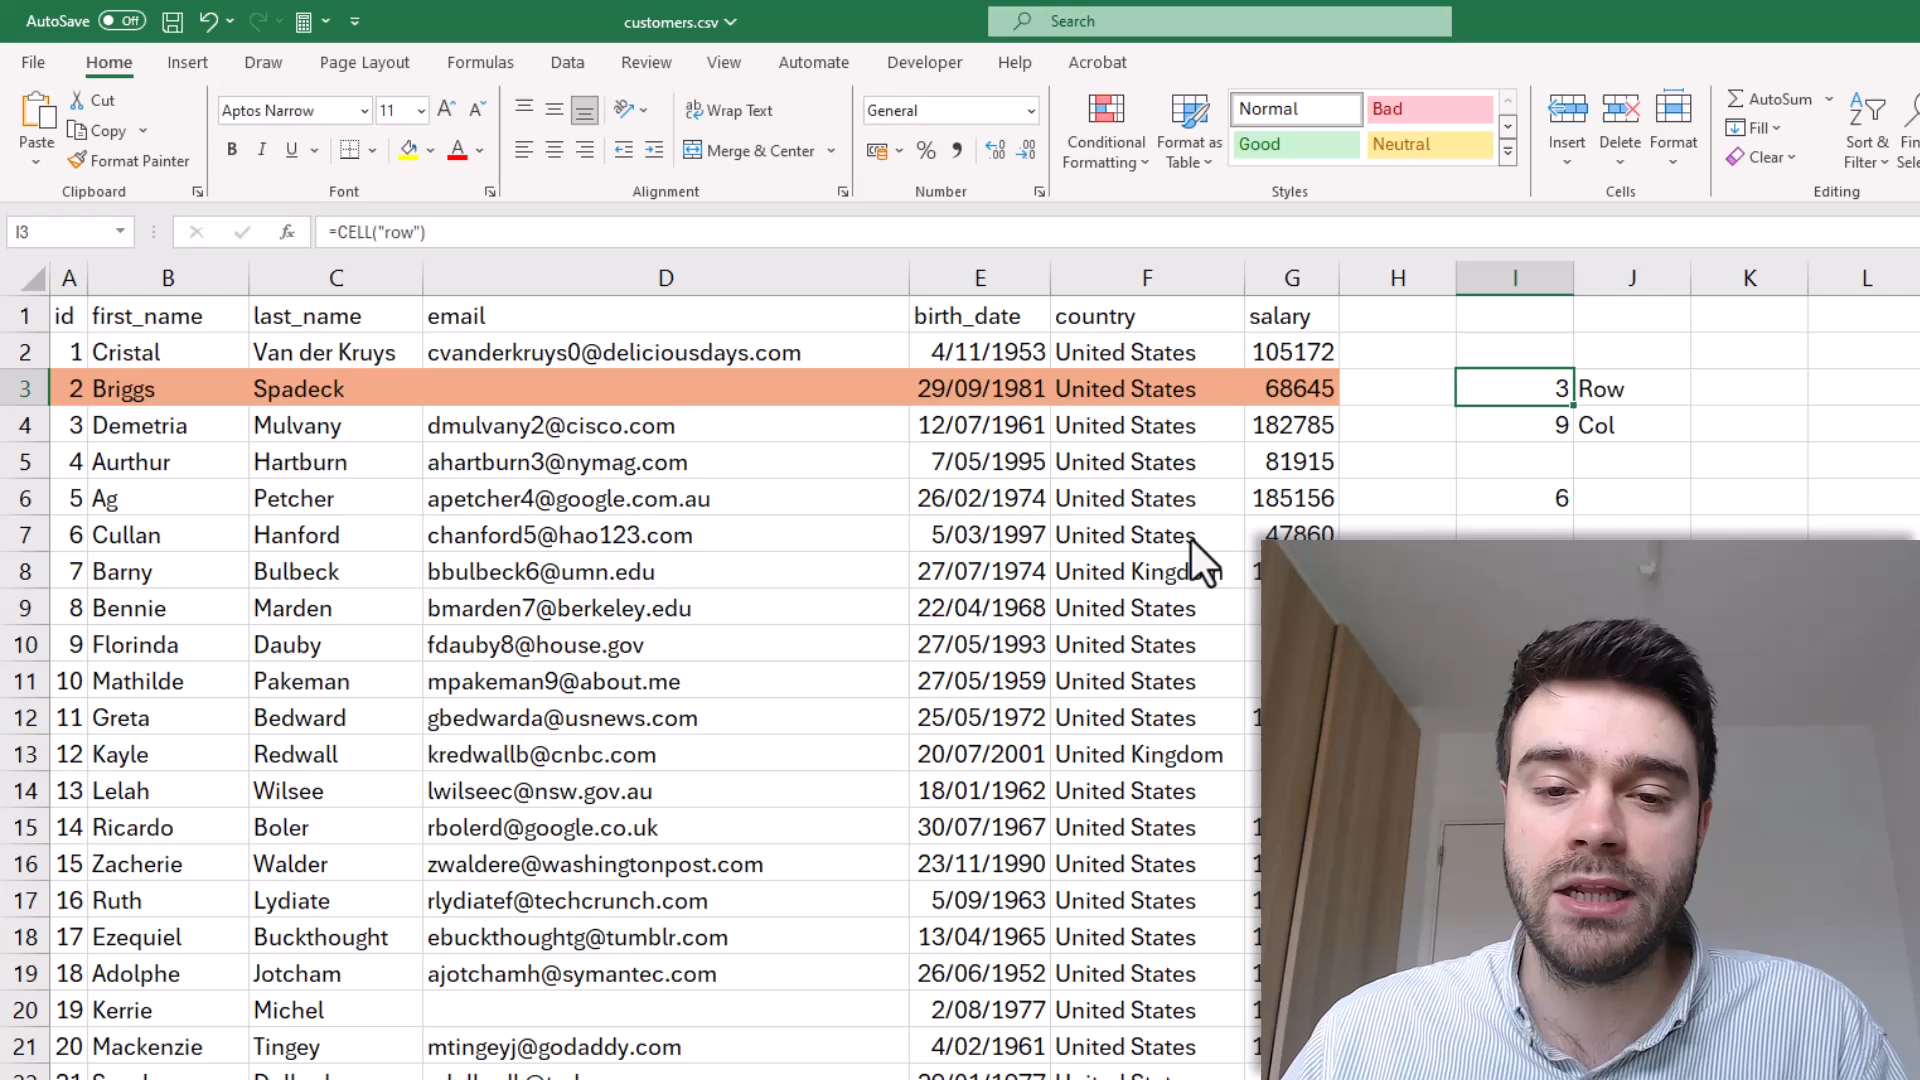 AutoSave Off customers.csv Search
File Home Insert Draw Page Layout Formulas Data Review View Automate Developer Help Acrobat
Paste Cut Copy Format Painter Clipboard
Aptos Narrow 11 B I U A Font
Wrap Text Merge & Center Alignment
General % Number
Conditional Formatting Format as Table Normal Bad Good Neutral Styles
Insert Delete Format Cells
AutoSum Fill Clear Sort & Filter Editing
I3 fx =CELL("row")
A B C D E F G H I J K L
1 id first_name last_name email birth_date country salary
2 1 Cristal Van der Kruys cvanderkruys0@deliciousdays.com 4/11/1953 United States 105172
3 2 Briggs Spadeck 29/09/1981 United States 68645 3 Row
4 3 Demetria Mulvany dmulvany2@cisco.com 12/07/1961 United States 182785 9 Col
5 4 Aurthur Hartburn ahartburn3@nymag.com 7/05/1995 United States 81915
6 5 Ag Petcher apetcher4@google.com.au 26/02/1974 United States 185156 6
7 6 Cullan Hanford chanford5@hao123.com 5/03/1997 United States 47860
8 7 Barny Bulbeck bbulbeck6@umn.edu 27/07/1974 United Kingdom
9 8 Bennie Marden bmarden7@berkeley.edu 22/04/1968 United States
10 9 Florinda Dauby fdauby8@house.gov 27/05/1993 United States
11 10 Mathilde Pakeman mpakeman9@about.me 27/05/1959 United States
12 11 Greta Bedward gbedwarda@usnews.com 25/05/1972 United States
13 12 Kayle Redwall kredwallb@cnbc.com 20/07/2001 United Kingdom
14 13 Lelah Wilsee lwilseec@nsw.gov.au 18/01/1962 United States
15 14 Ricardo Boler rbolerd@google.co.uk 30/07/1967 United States
16 15 Zacherie Walder zwaldere@washingtonpost.com 23/11/1990 United States
17 16 Ruth Lydiate rlydiatef@techcrunch.com 5/09/1963 United States
18 17 Ezequiel Buckthought ebuckthoughtg@tumblr.com 13/04/1965 United States
19 18 Adolphe Jotcham ajotchamh@symantec.com 26/06/1952 United States
20 19 Kerrie Michel 2/08/1977 United States
21 20 Mackenzie Tingey mtingeyj@godaddy.com 4/02/1961 United States